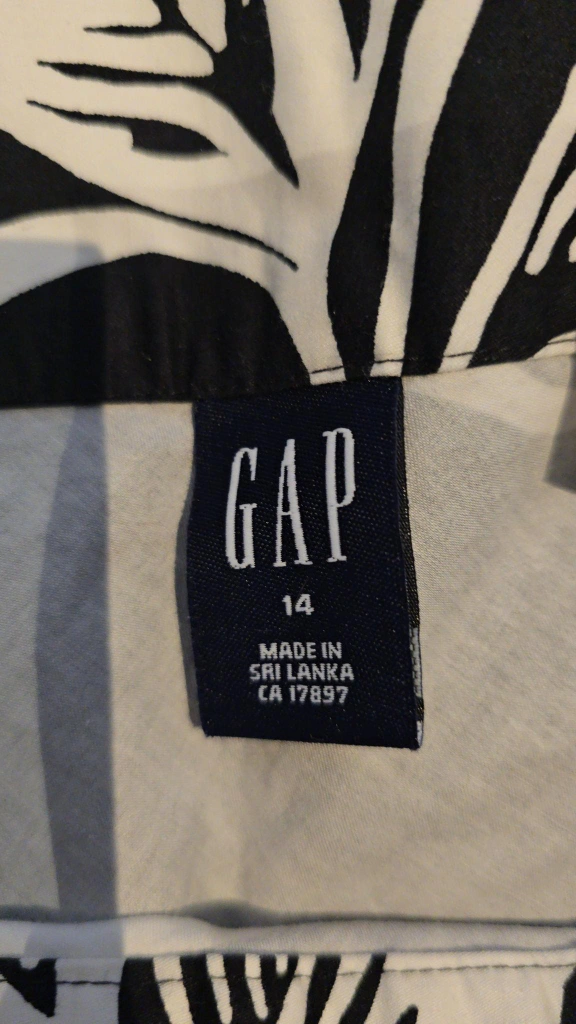 GAP
14
MADE IN
SRI LANKA
CA 17897